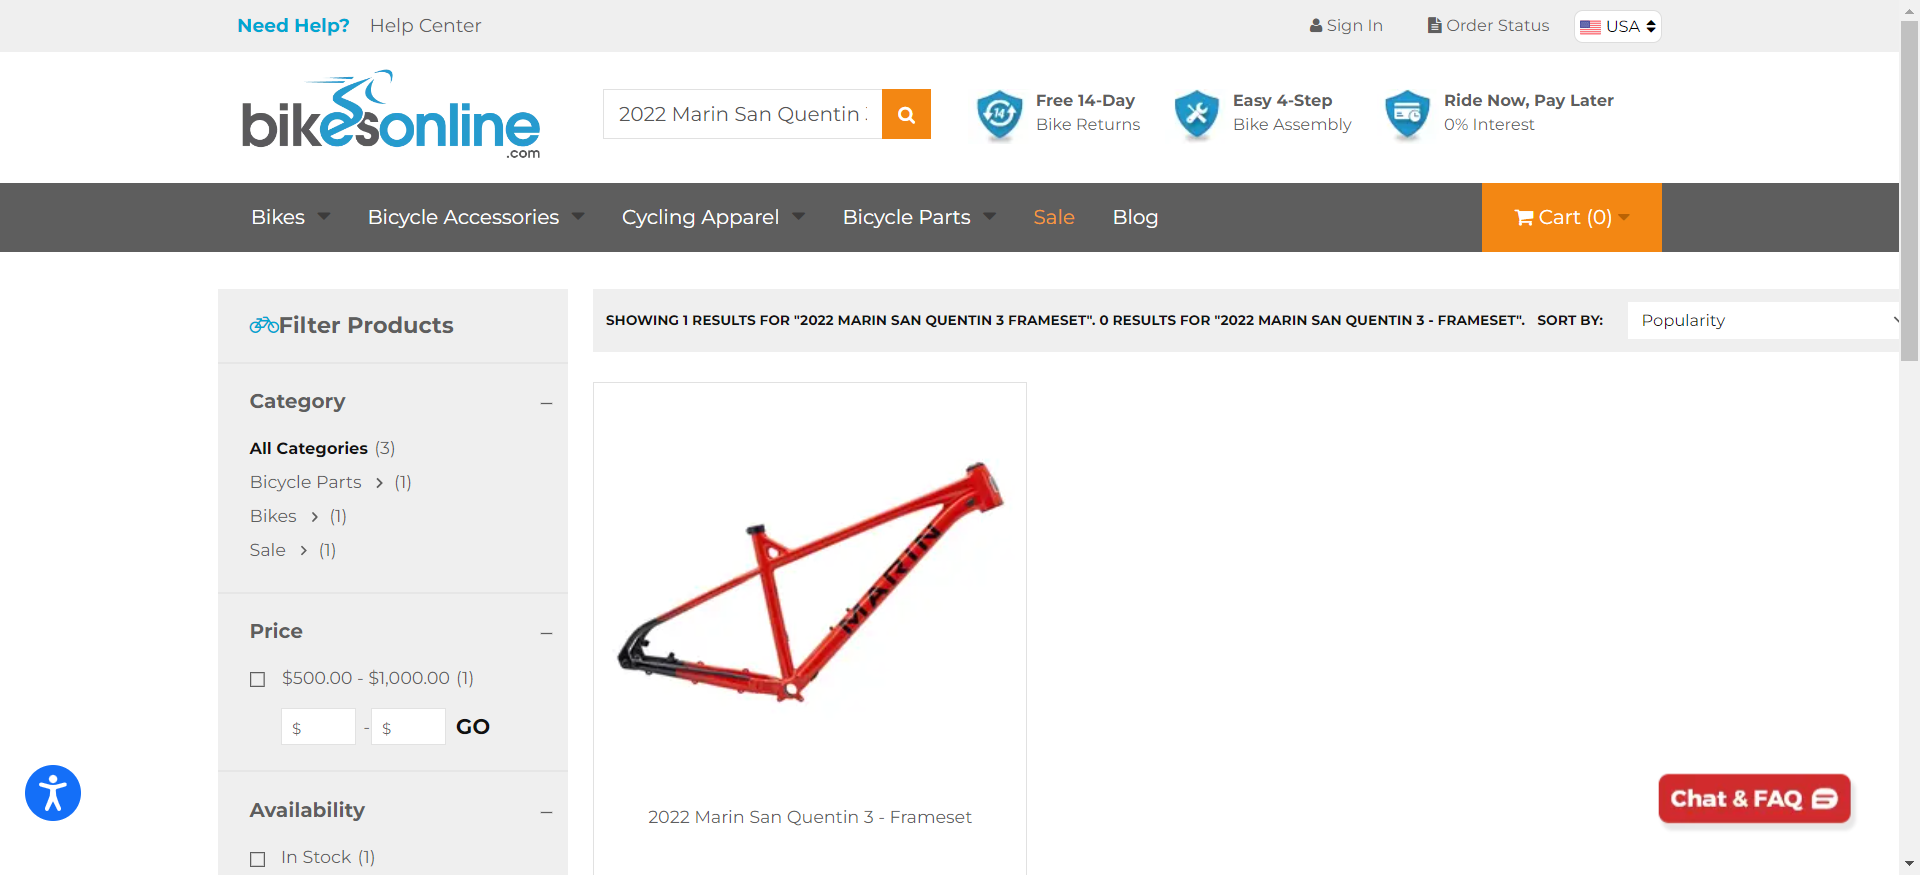 Need Help? Help Center Sign In Order Status USA
bikesonline
.com
2022 Marin San Quentin
Free 14-Day
Bike Returns
14
Easy 4-Step
Bike Assembly
Ride Now, Pay Later
0% Interest
Bikes Bicycle Accessories Cycling Apparel Bicycle Parts Sale Blog Cart (0)
Filter Products
SHOWING 1 RESULTS FOR "2022 MARIN SAN QUENTIN 3 FRAMESET". 0 RESULTS FOR "2022 MARIN SAN QUENTIN 3 - FRAMESET". SORT BY: Popularity
Category –
All Categories (3)
Bicycle Parts > (1)
Bikes > (1)
Sale > (1)
Price –
$500.00 - $1,000.00 (1)
$ - $ GO
Availability –
In Stock (1)
MARIN
2022 Marin San Quentin 3 - Frameset
Chat & FAQ